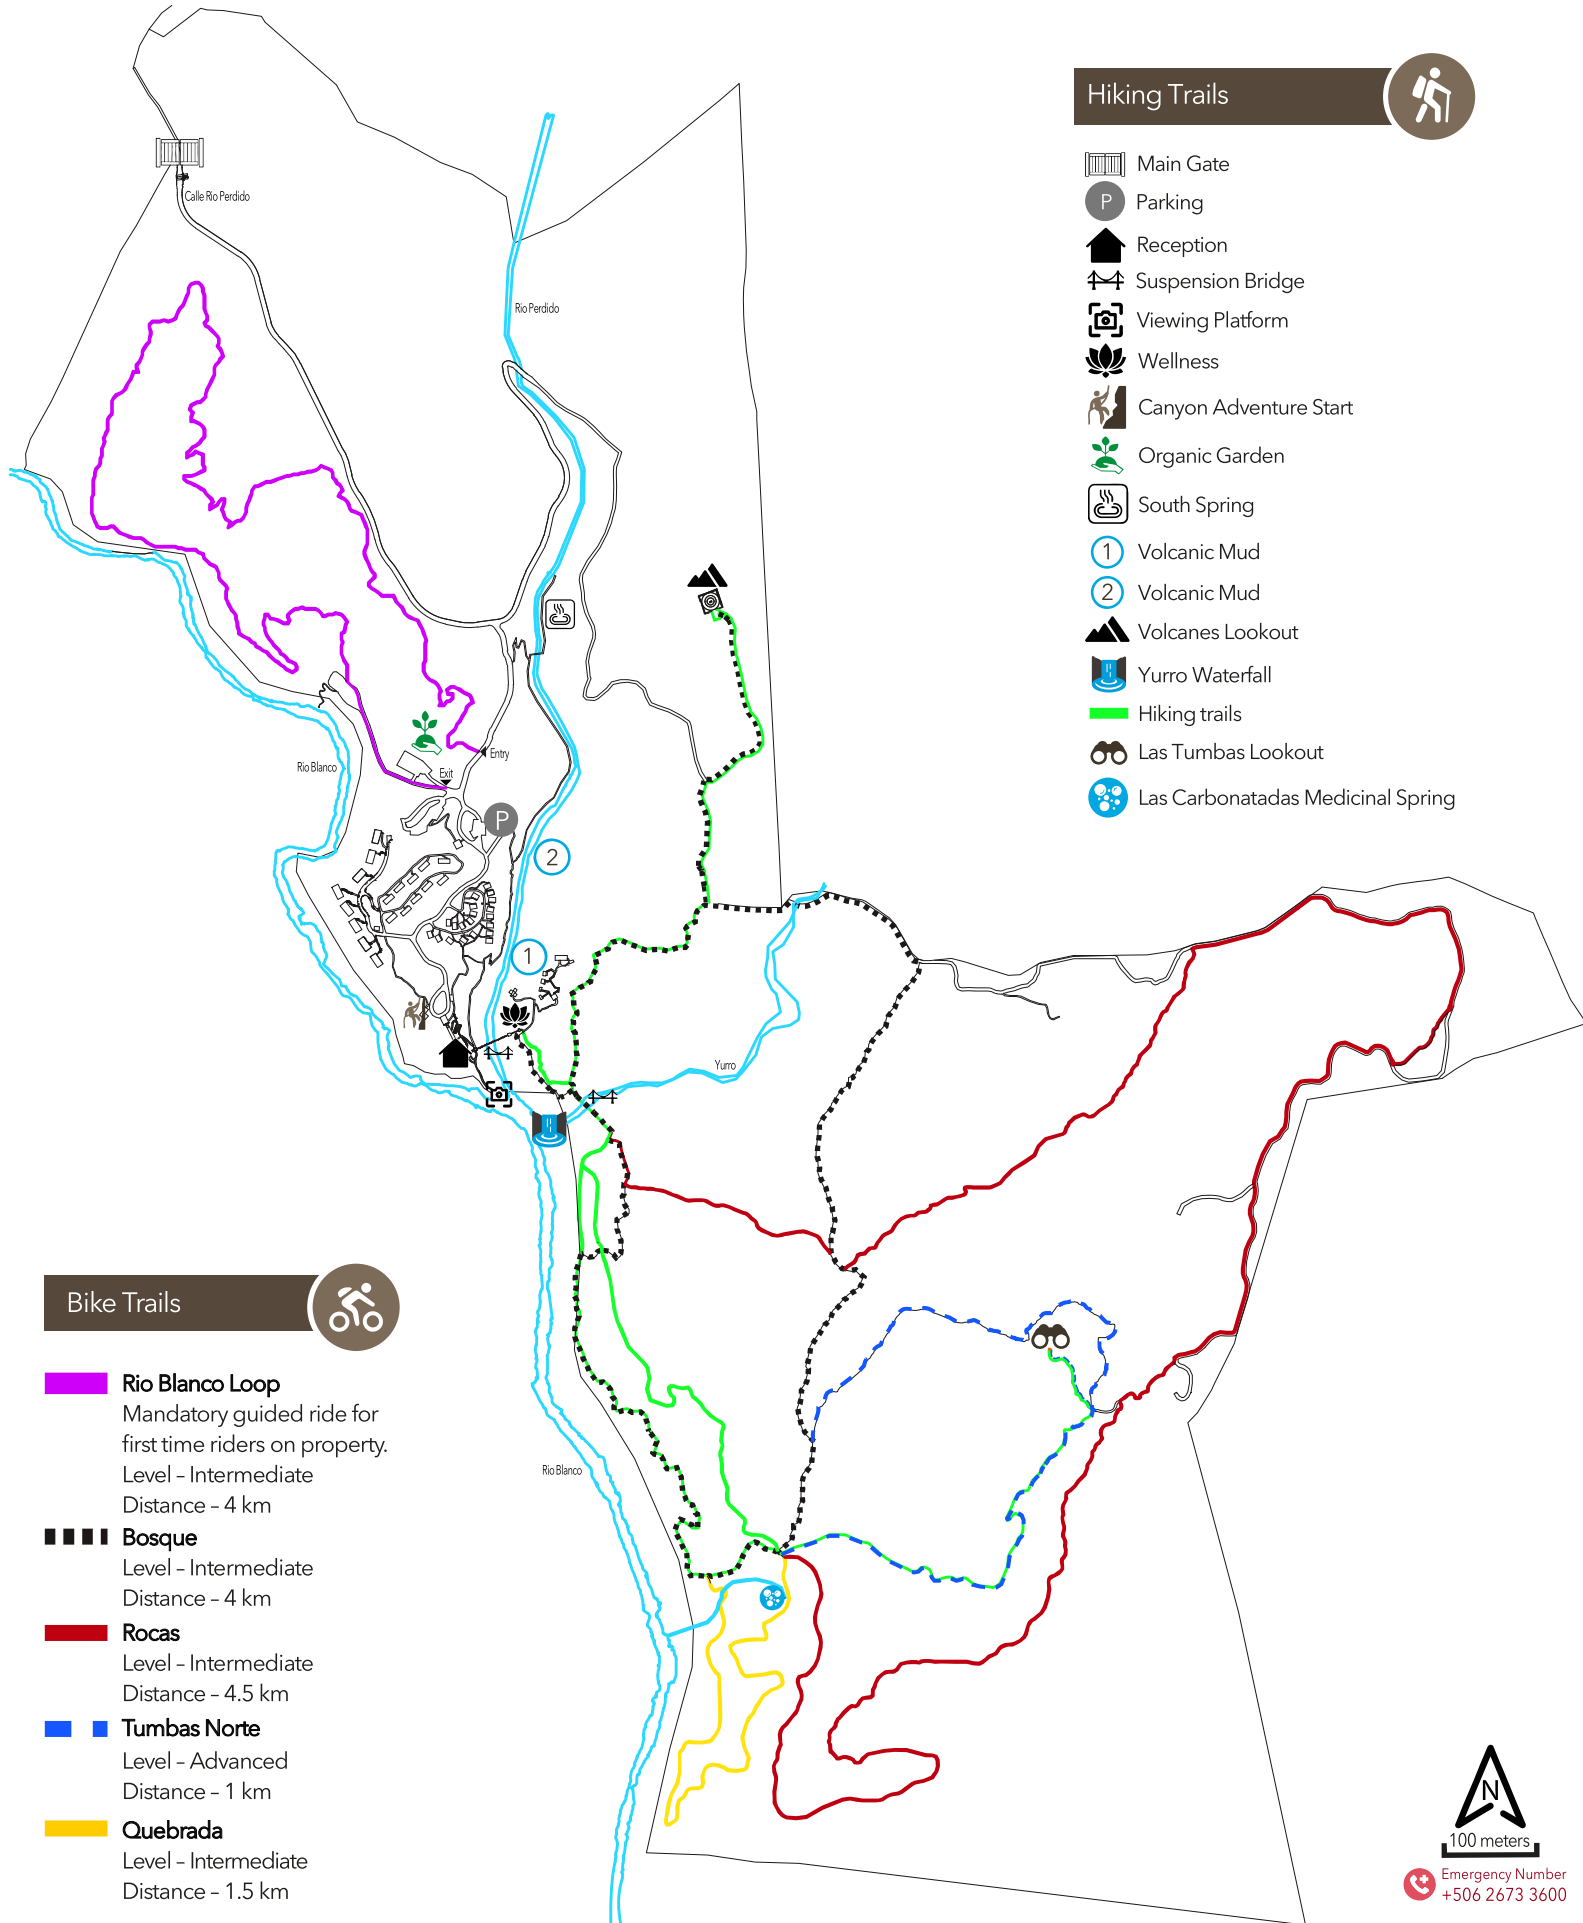 Hiking Trails
Main Gate
P
Parking
Reception
Suspension Bridge
Viewing Platform
Wellness
Canyon Adventure Start
Organic Garden
South Spring
1
Volcanic Mud
2
Volcanic Mud
Volcanes Lookout
Yurro Waterfall
Hiking trails
Las Tumbas Lookout
Las Carbonatadas Medicinal Spring
Calle Río Perdido
Rio Perdido
Entry
Exit
Rio Blanco
P
2
1
Yurro
Rio Blanco
Bike Trails
Rio Blanco Loop
Mandatory guided ride for
first time riders on property.
Level – Intermediate
Distance – 4 km
Bosque
Level – Intermediate
Distance – 4 km
Rocas
Level – Intermediate
Distance – 4.5 km
Tumbas Norte
Level – Advanced
Distance – 1 km
Quebrada
Level – Intermediate
Distance – 1.5 km
N
100 meters
Emergency Number
+506 2673 3600